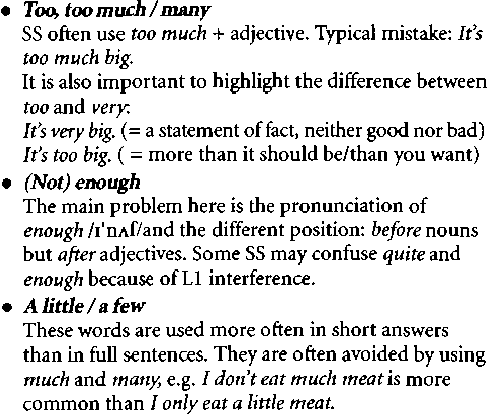 • Too, too much / many
SS often use too much + adjective. Typical mistake: It's
too much big.
It is also important to highlight the difference between
too and very:
It's very big. (= a statement of fact, neither good nor bad)
It's too big. ( = more than it should be/than you want)
• (Not) enough
The main problem here is the pronunciation of
enough /ɪ'nʌf/and the different position: before nouns
but after adjectives. Some SS may confuse quite and
enough because of L1 interference.
• A little / a few
These words are used more often in short answers
than in full sentences. They are often avoided by using
much and many, e.g. I don't eat much meat is more
common than I only eat a little meat.